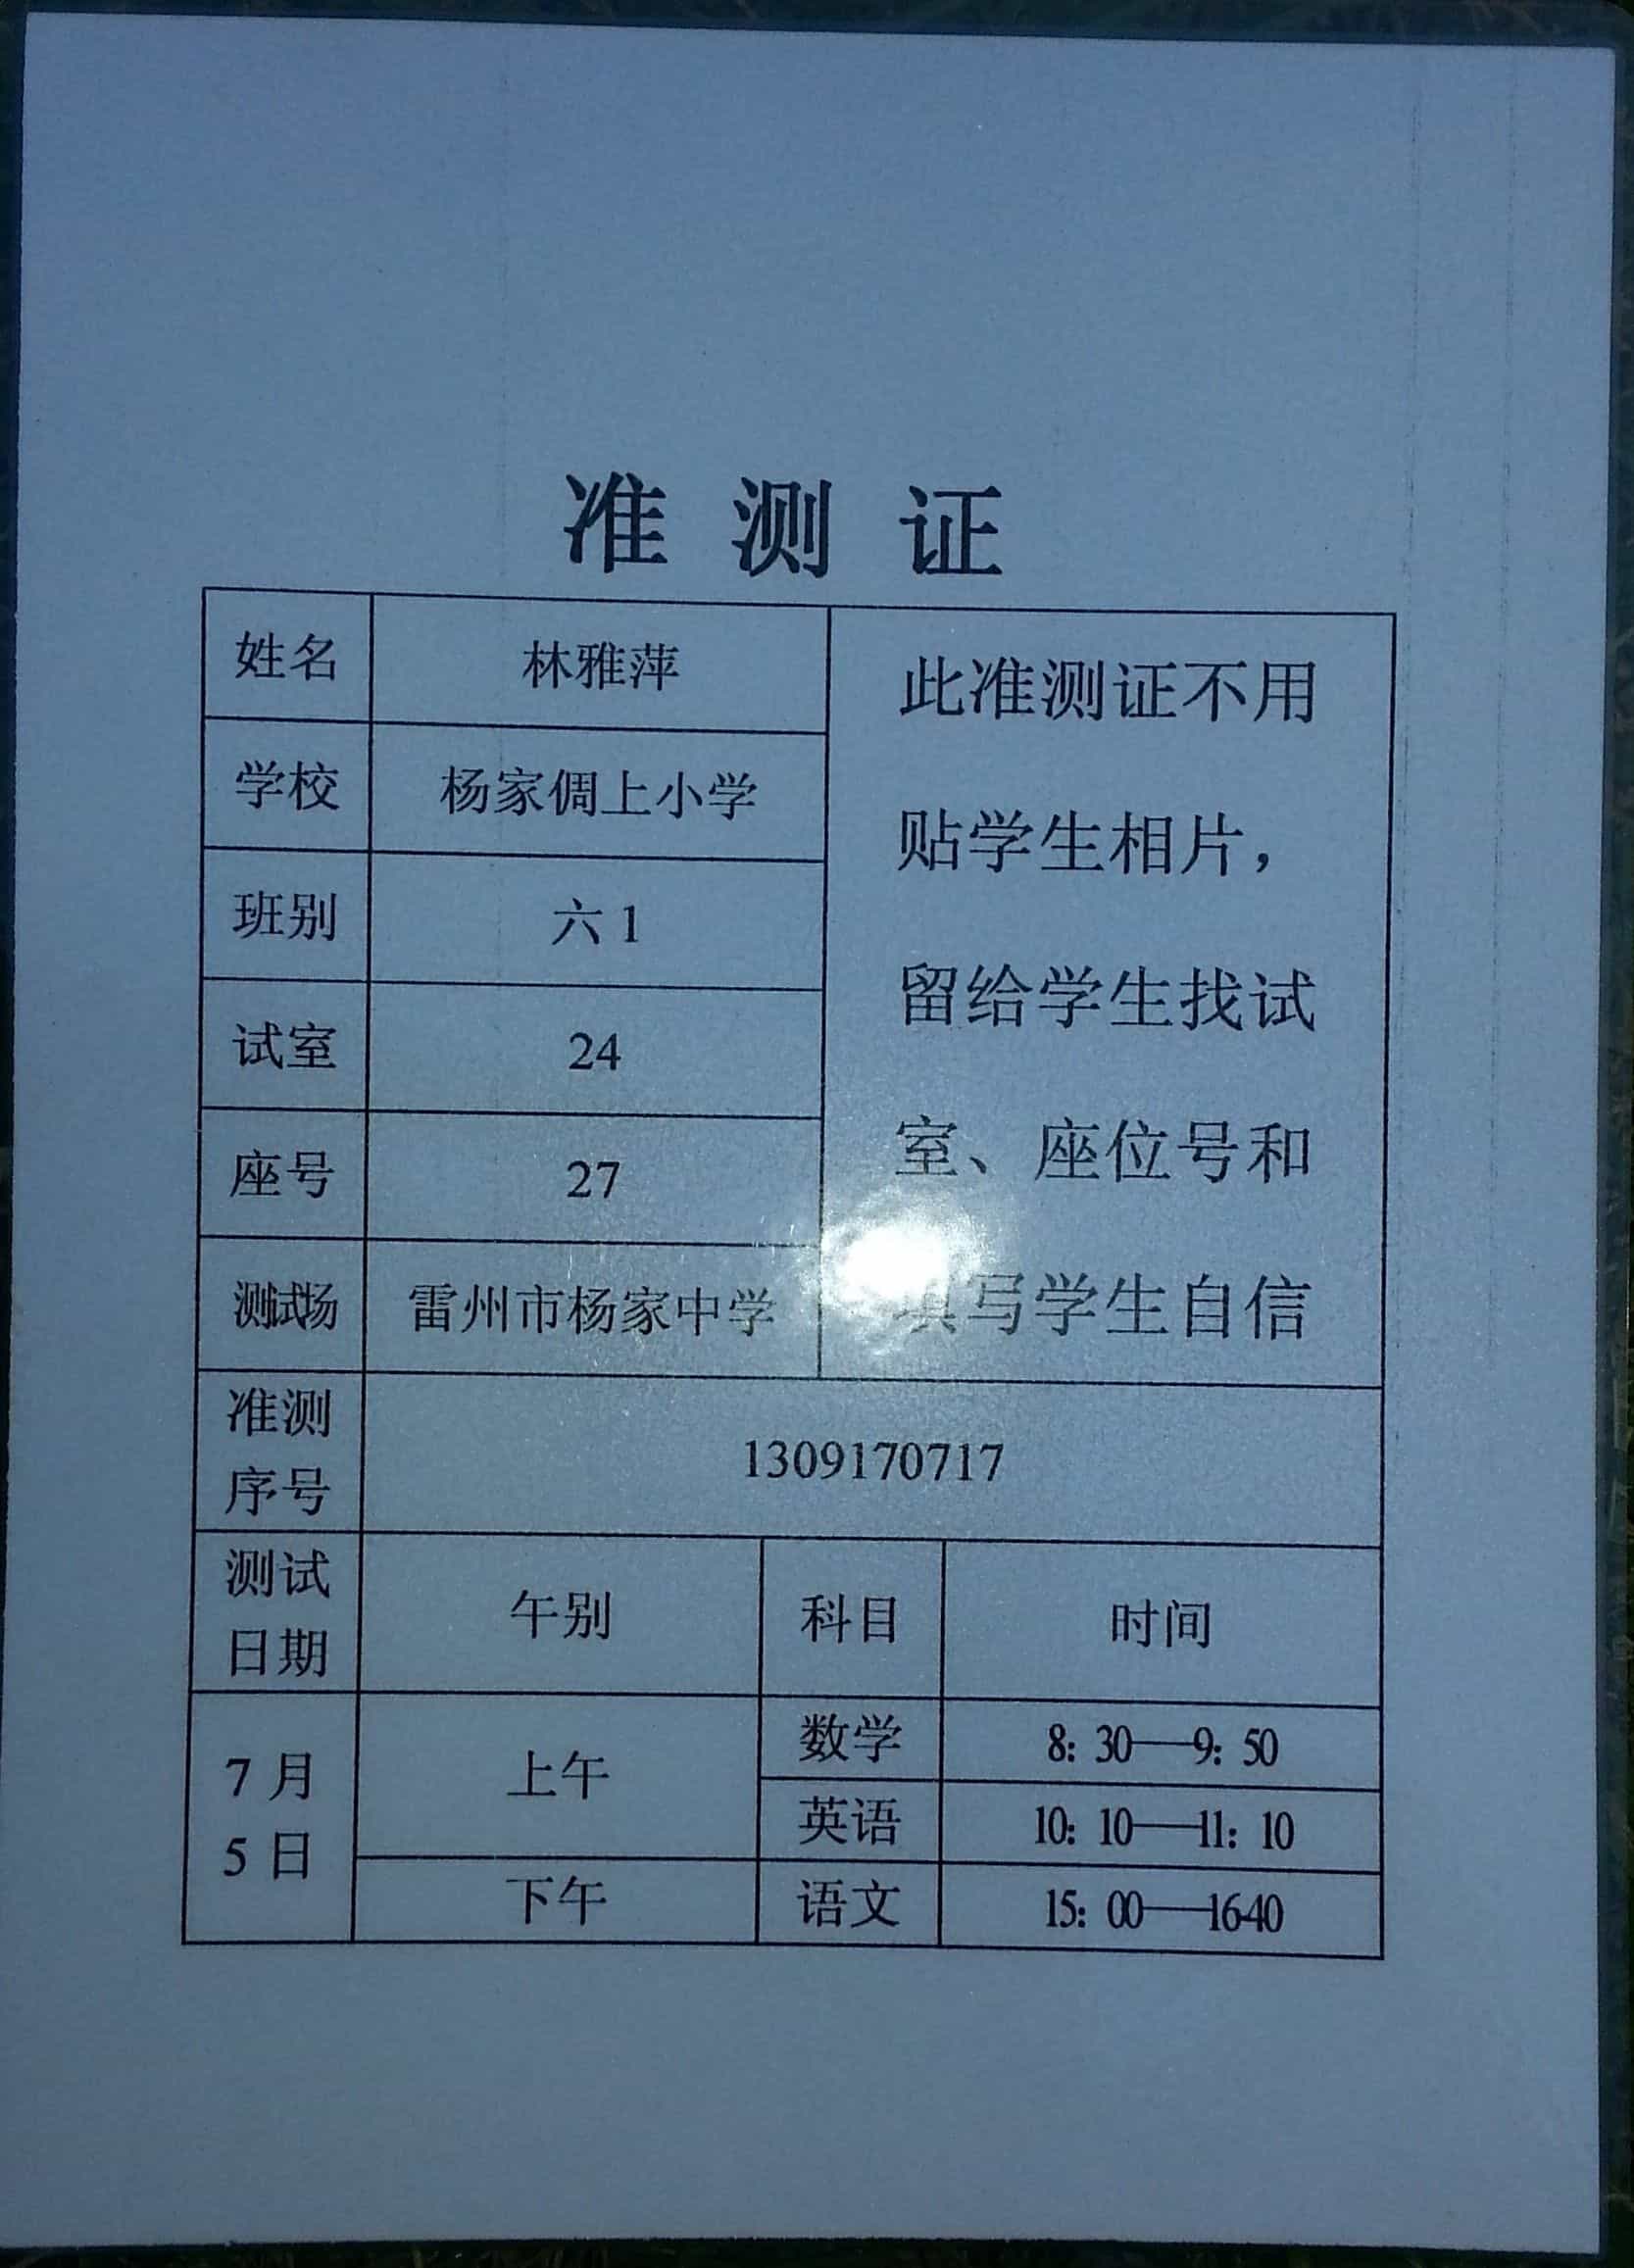 准测证
姓名 林雅萍
学校 杨家倜上小学
班别 六1
试室 24
座号 27
测试场 雷州市杨家中学
此准测证不用
贴学生相片，
留给学生找试
室、座位号和
填写学生自信
准测
序号
1309170717
测试
日期
午别 科目 时间
7月
5日
上午
数学 8：30—9：50
英语 10：10—11：10
下午 语文 15：00—1640